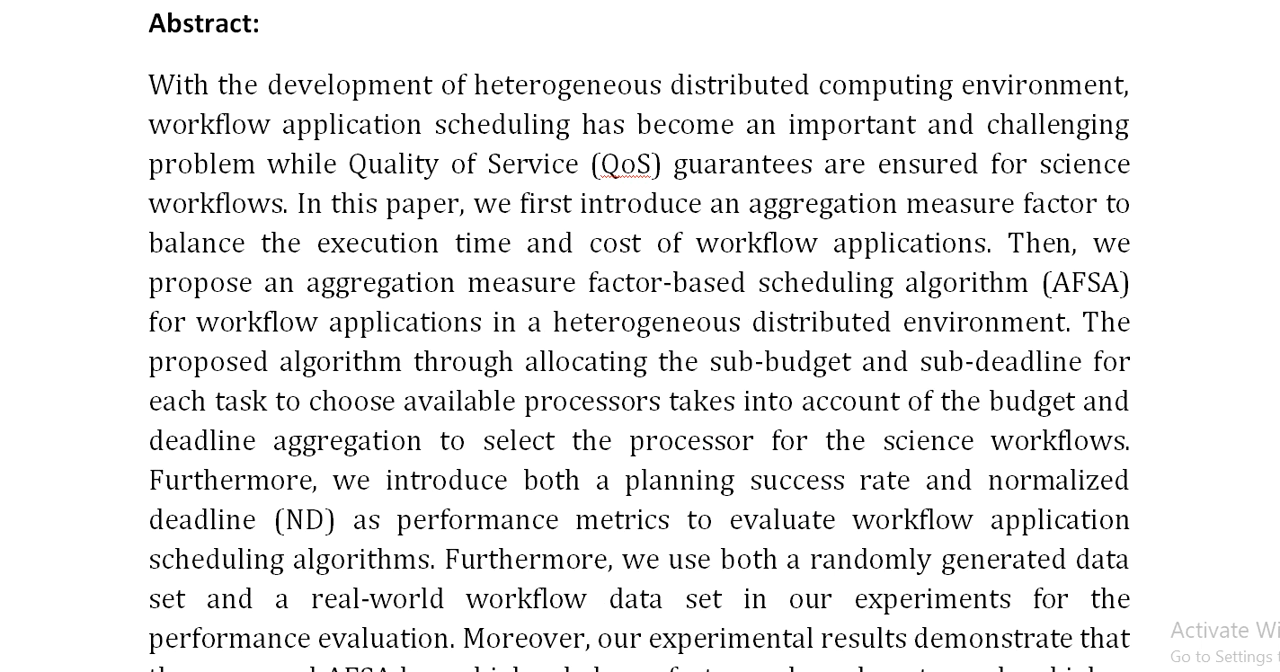 Abstract:
With the development of heterogeneous distributed computing environment,
workflow application scheduling has become an important and challenging
problem while Quality of Service (QoS) guarantees are ensured for science
workflows. In this paper, we first introduce an aggregation measure factor to
balance the execution time and cost of workflow applications. Then, we
propose an aggregation measure factor-based scheduling algorithm (AFSA)
for workflow applications in a heterogeneous distributed environment. The
proposed algorithm through allocating the sub-budget and sub-deadline for
each task to choose available processors takes into account of the budget and
deadline aggregation to select the processor for the science workflows.
Furthermore, we introduce both a planning success rate and normalized
deadline (ND) as performance metrics to evaluate workflow application
scheduling algorithms. Furthermore, we use both a randomly generated data
set and a real-world workflow data set in our experiments for the
performance evaluation. Moreover, our experimental results demonstrate that
Activate Wi
Go to Settings t